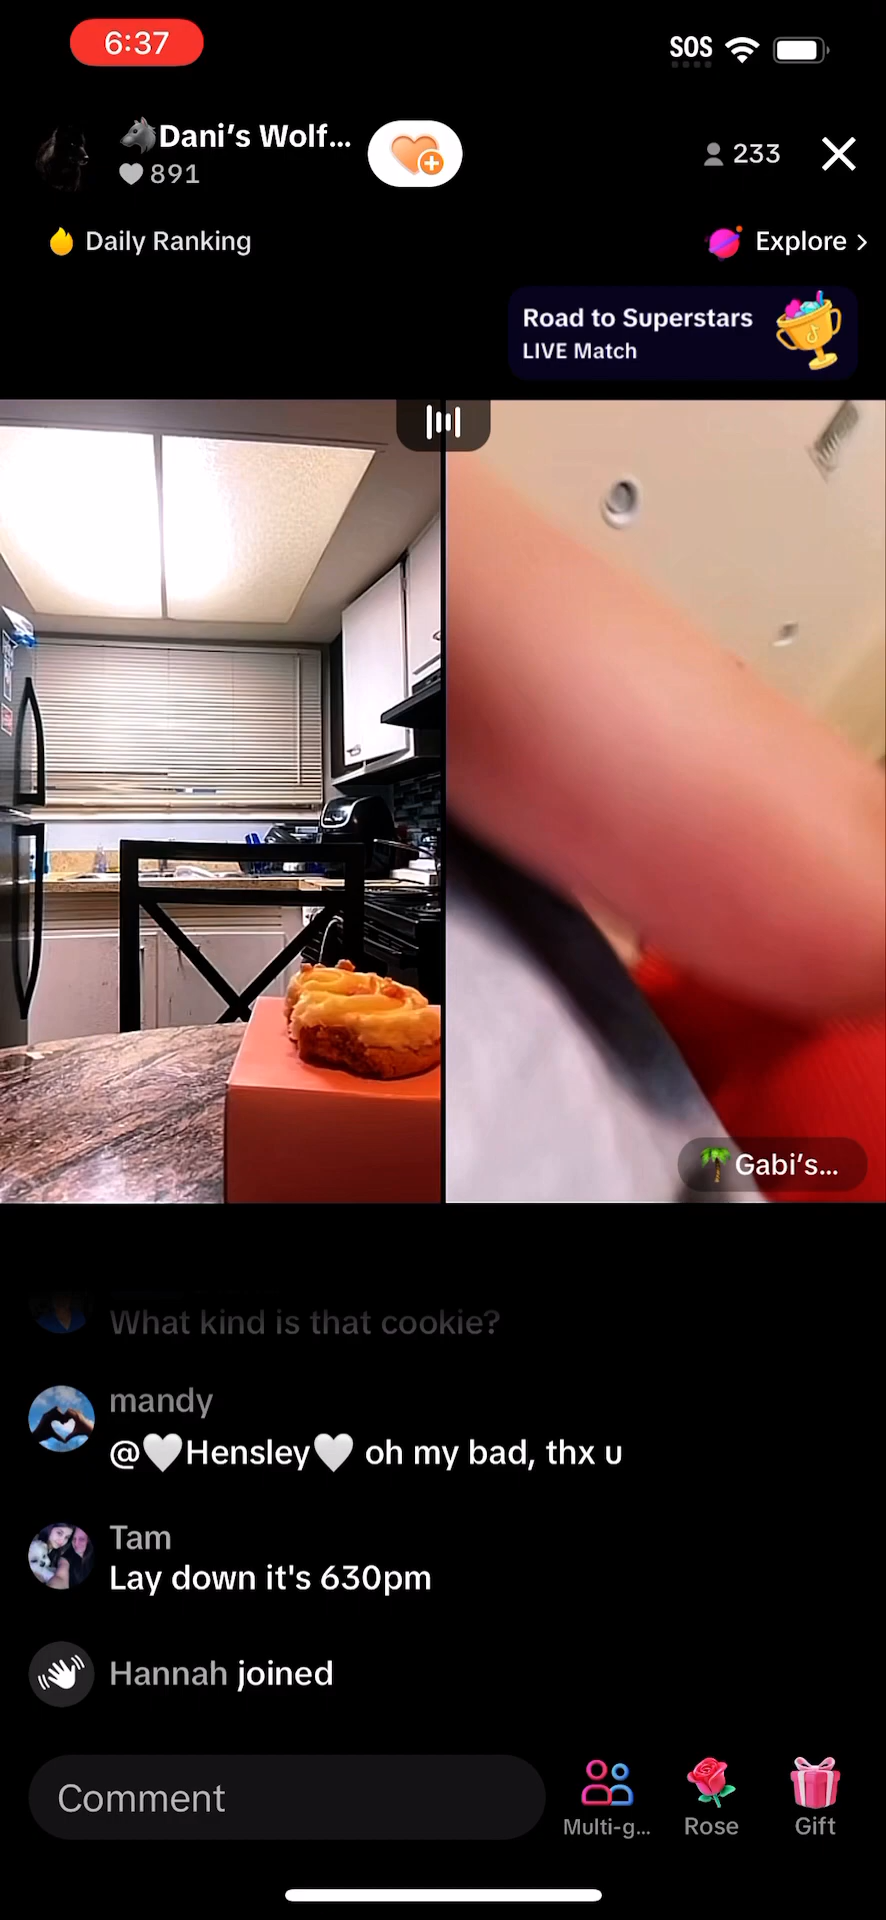 6:37
SOS
🐺Dani's Wolf...
891
233
Daily Ranking
Explore >
Road to Superstars
LIVE Match
🌴Gabi's...
What kind is that cookie?
mandy
@🤍Hensley🤍 oh my bad, thx u
Tam
Lay down it's 630pm
Hannah joined
Comment
Multi-g...
Rose
Gift